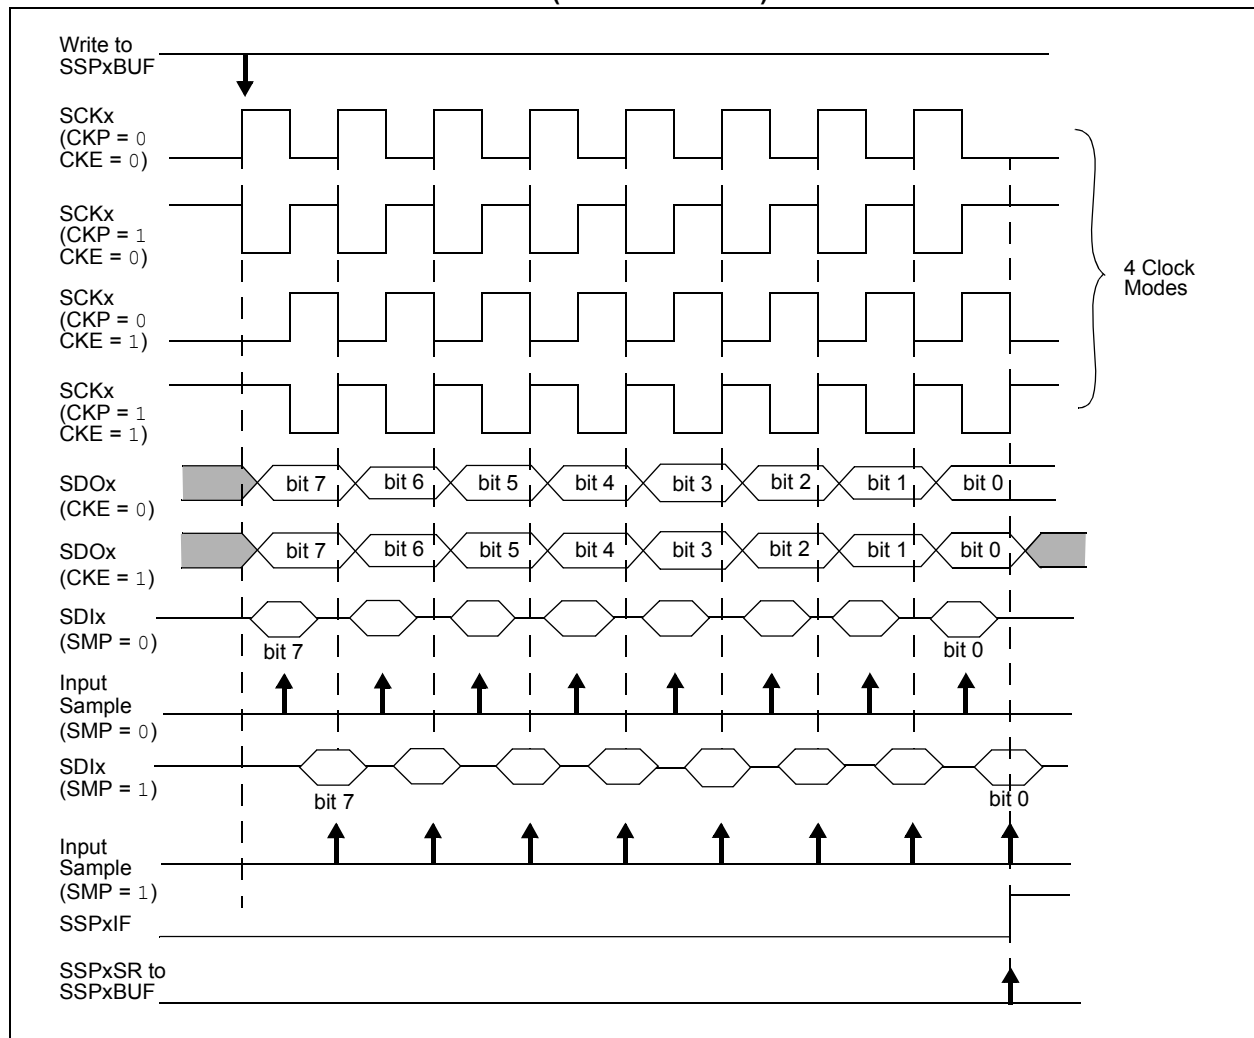 Write to
SSPxBUF
SCKx
(CKP = 0
CKE = 0)
SCKx
(CKP = 1
CKE = 0)
SCKx
(CKP = 0
CKE = 1)
SCKx
(CKP = 1
CKE = 1)
4 Clock
Modes
SDOx
(CKE = 0)
bit 7 bit 6 bit 5 bit 4 bit 3 bit 2 bit 1 bit 0
SDOx
(CKE = 1)
bit 7 bit 6 bit 5 bit 4 bit 3 bit 2 bit 1 bit 0
SDIx
(SMP = 0)
bit 7 bit 0
Input
Sample
(SMP = 0)
SDIx
(SMP = 1)
bit 7 bit 0
Input
Sample
(SMP = 1)
SSPxIF
SSPxSR to
SSPxBUF